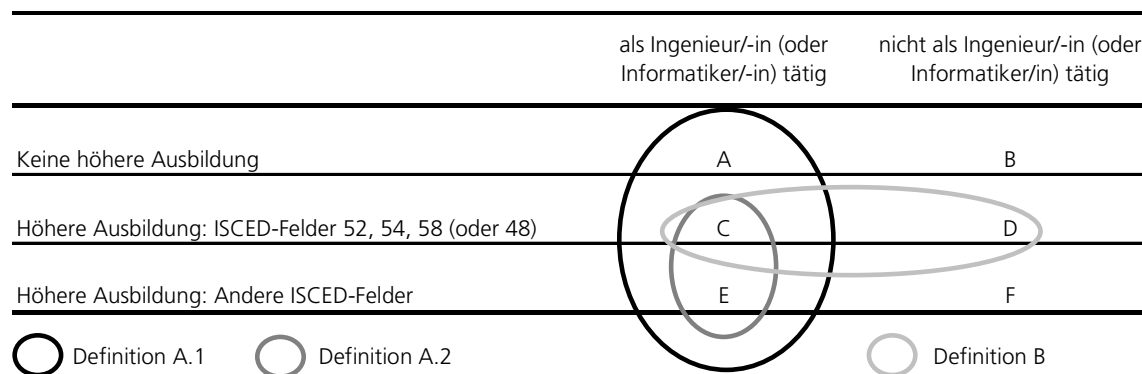 als Ingenieur/-in (oder nicht als Ingenieur/-in (oder
Informatiker/-in) tätig Informatiker/in) tätig
Keine höhere Ausbildung A B
Höhere Ausbildung: ISCED-Felder 52, 54, 58 (oder 48) C D
Höhere Ausbildung: Andere ISCED-Felder E F
Definition A.1 Definition A.2 Definition B